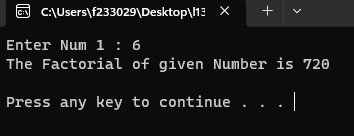 C:\Users\f233029\Desktop\l13
Enter Num 1 : 6
The Factorial of given Number is 720
Press any key to continue . . .